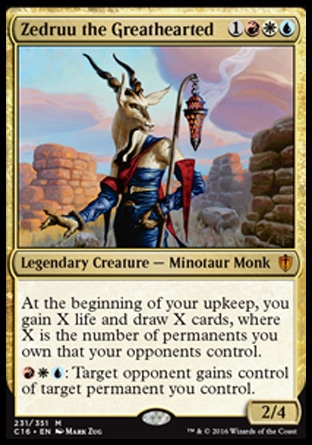 Zedruu the Greathearted 1
Legendary Creature — Minotaur Monk
At the beginning of your upkeep, you
gain X life and draw X cards, where
X is the number of permanents you
own that your opponents control.
: Target opponent gains control
of target permanent you control.
2/4
231/351 M
C16 • EN Mark Zug
™ & © 2016 Wizards of the Coast